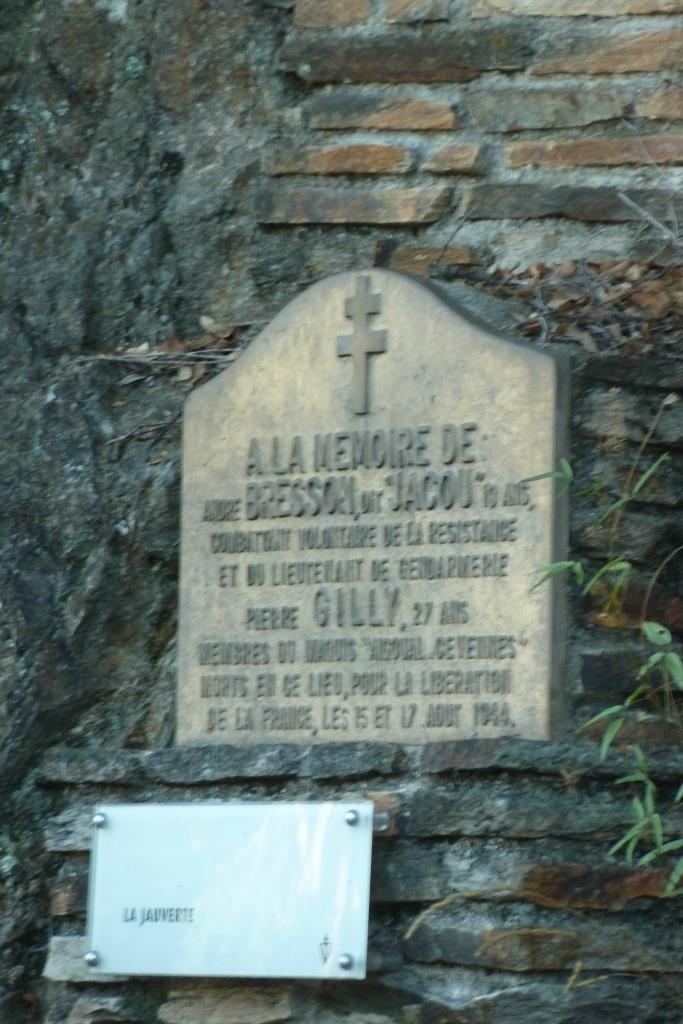 A LA MEMOIRE DE:
ANDRE BRESSON, DIT "JACOU" 18 ANS,
COMBATTANT VOLONTAIRE DE LA RESISTANCE
ET DU LIEUTENANT DE GENDARMERIE
PIERRE GILLY, 27 ANS
MEMBRES DU MAQUIS "AIGOUAL.CEVENNES"
MORTS EN CE LIEU, POUR LA LIBERATION
DE LA FRANCE, LES 15 ET 17 AOUT 1944.
LA JAUVERTE